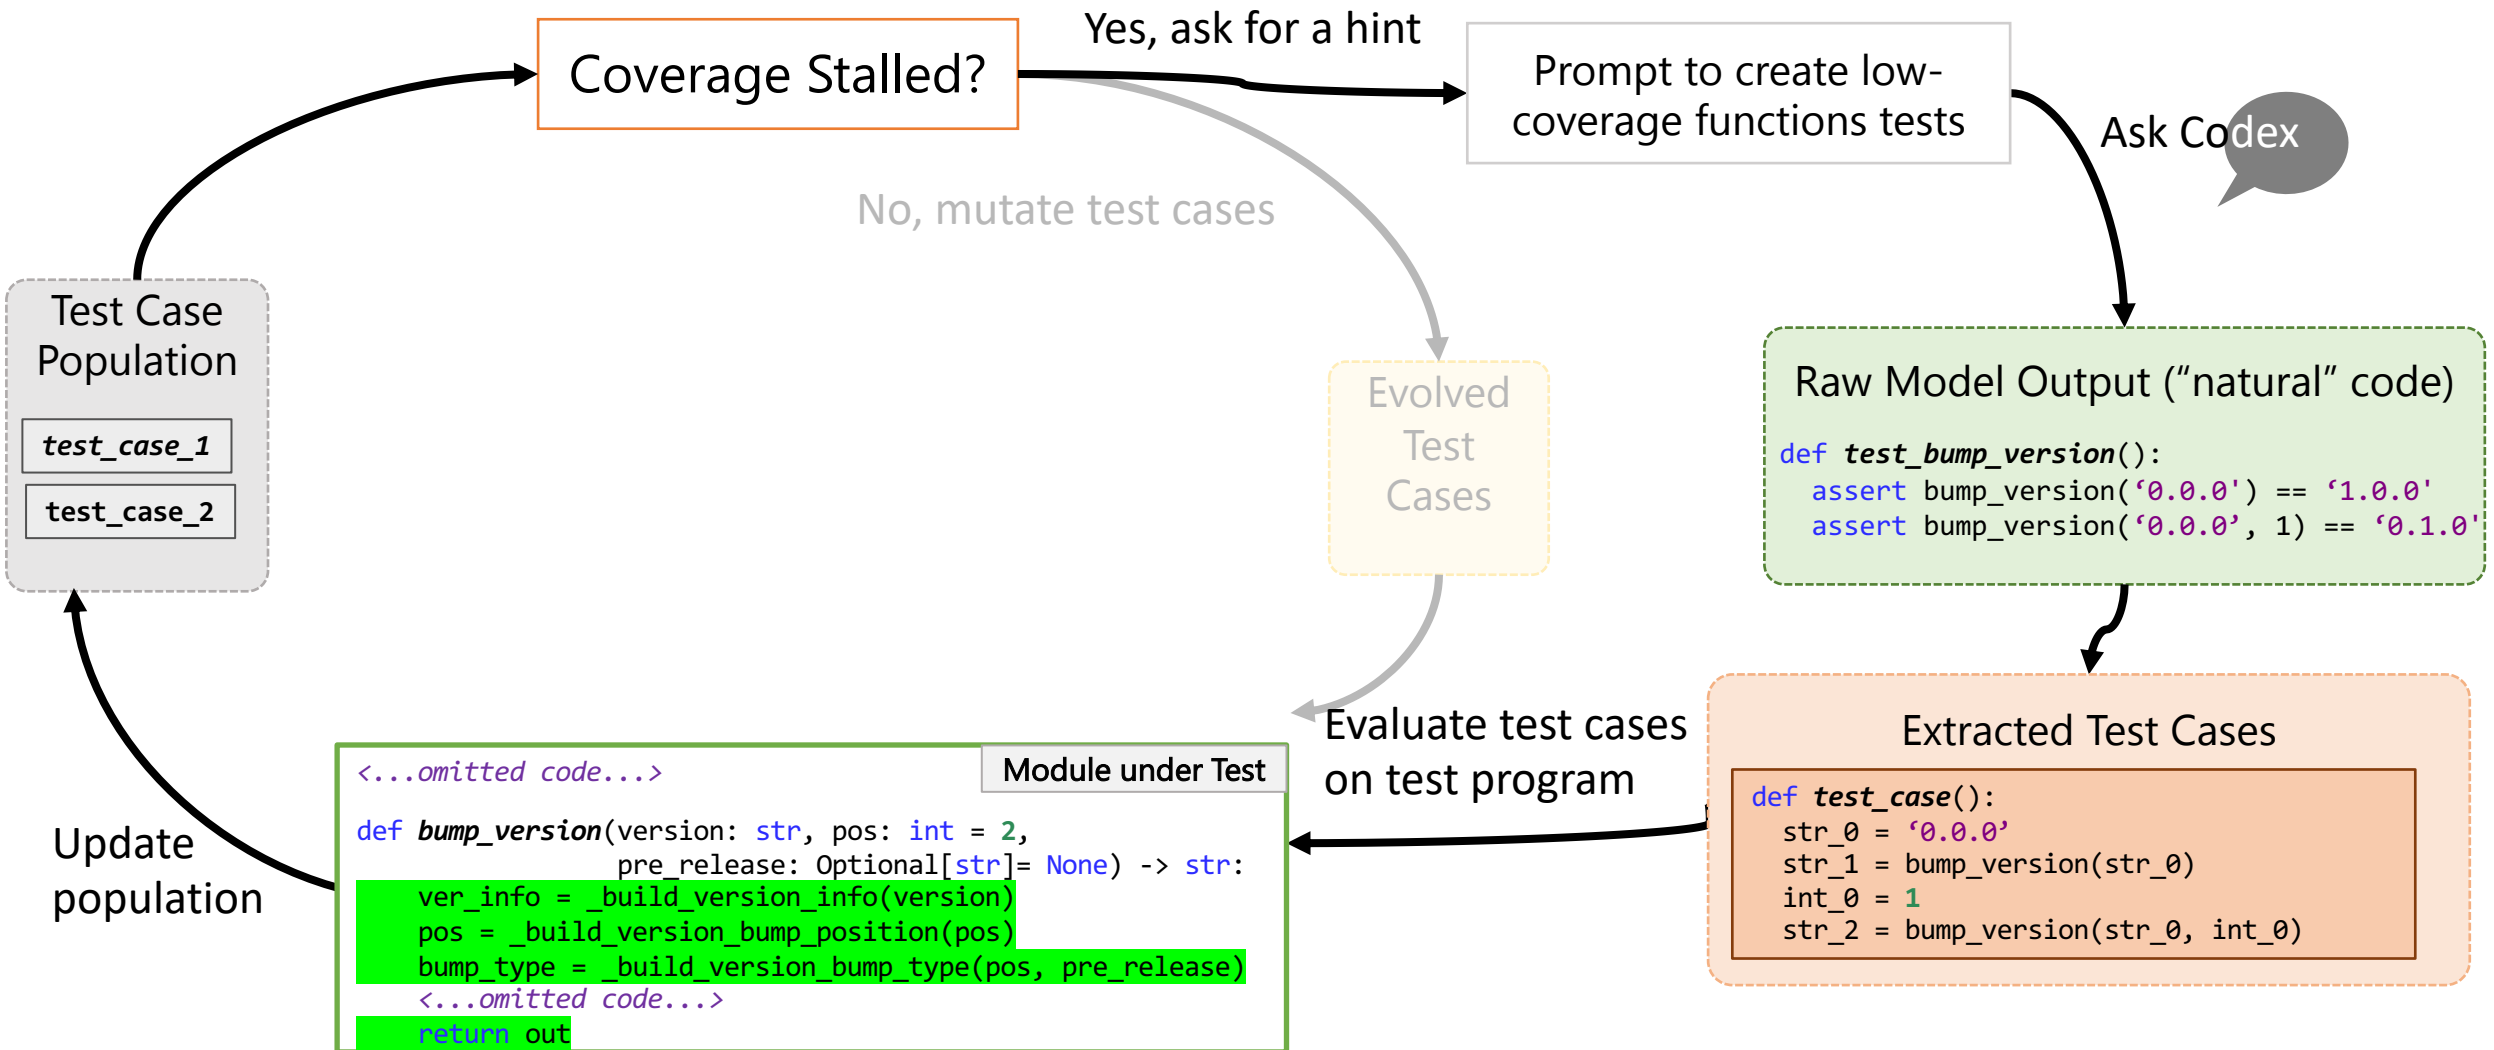 Coverage Stalled?
Yes, ask for a hint
Prompt to create low-
coverage functions tests
Ask Codex
No, mutate test cases
Test Case
Population
test_case_1
test_case_2
Evolved
Test
Cases
Raw Model Output (“natural” code)
def test_bump_version():
assert bump_version(‘0.0.0') == ‘1.0.0'
assert bump_version(‘0.0.0’, 1) == ‘0.1.0'
Extracted Test Cases
def test_case():
str_0 = ‘0.0.0’
str_1 = bump_version(str_0)
int_0 = 1
str_2 = bump_version(str_0, int_0)
Evaluate test cases
on test program
Module under Test
<...omitted code...>
def bump_version(version: str, pos: int = 2,
pre_release: Optional[str]= None) -> str:
ver_info = _build_version_info(version)
pos = _build_version_bump_position(pos)
bump_type = _build_version_bump_type(pos, pre_release)
<...omitted code...>
return out
Update
population